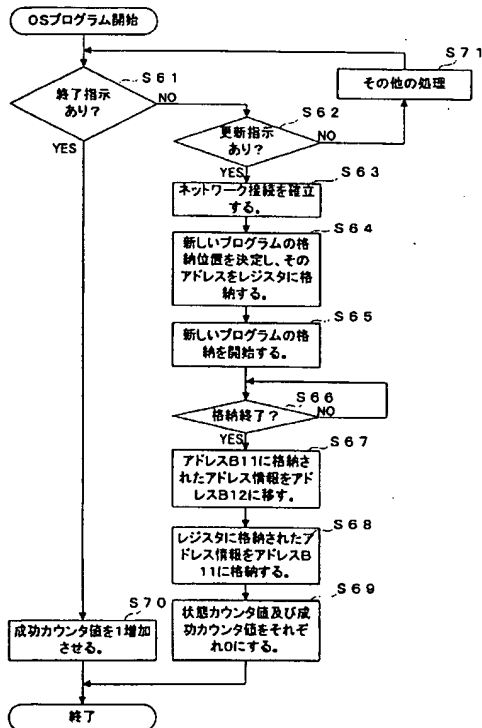 OSプログラム開始
S61
終了指示
あり?
NO
YES
S62
更新指示
あり?
NO
YES
S71
その他の処理
S63
ネットワーク接続を確立
する。
S64
新しいプログラムの格
納位置を決定し、その
アドレスをレジスタに格
納する。
S65
新しいプログラムの格
納を開始する。
S66
格納終了?
NO
YES
S67
アドレスB11に格納さ
れたアドレス情報をアド
レスB12に移す。
S68
レジスタに格納されたア
ドレス情報をアドレスB
11に格納する。
S69
状態カウンタ値及び成
功カウンタ値をそれぞ
れ0にする。
S70
成功カウンタ値を1増加
させる。
終了